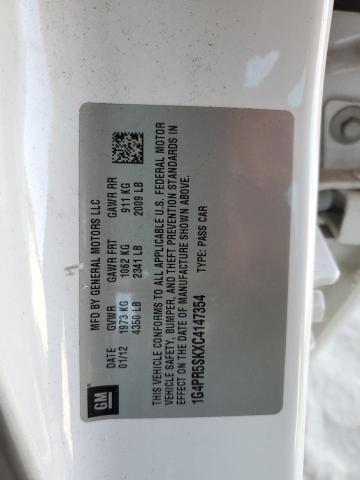 GM
MFD BY GENERAL MOTORS LLC
DATE GVWR GAWR FRT GAWR RR
01/12 1973 KG 1062 KG 911 KG
4350 LB 2341 LB 2009 LB
THIS VEHICLE CONFORMS TO ALL APPLICABLE U.S. FEDERAL MOTOR
VEHICLE SAFETY, BUMPER, AND THEFT PREVENTION STANDARDS IN
EFFECT ON THE DATE OF MANUFACTURE SHOWN ABOVE.
1G4PR5SKXC4147354 TYPE: PASS CAR